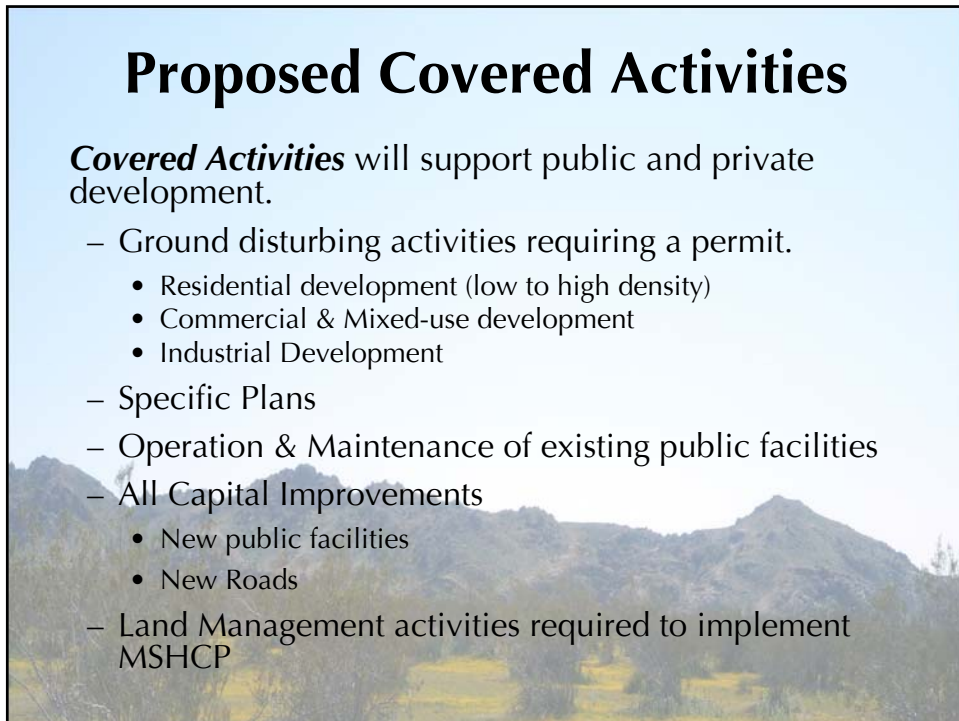 Proposed Covered Activities
Covered Activities will support public and private
development.
– Ground disturbing activities requiring a permit.
• Residential development (low to high density)
• Commercial & Mixed-use development
• Industrial Development
– Specific Plans
– Operation & Maintenance of existing public facilities
– All Capital Improvements
• New public facilities
• New Roads
– Land Management activities required to implement
MSHCP